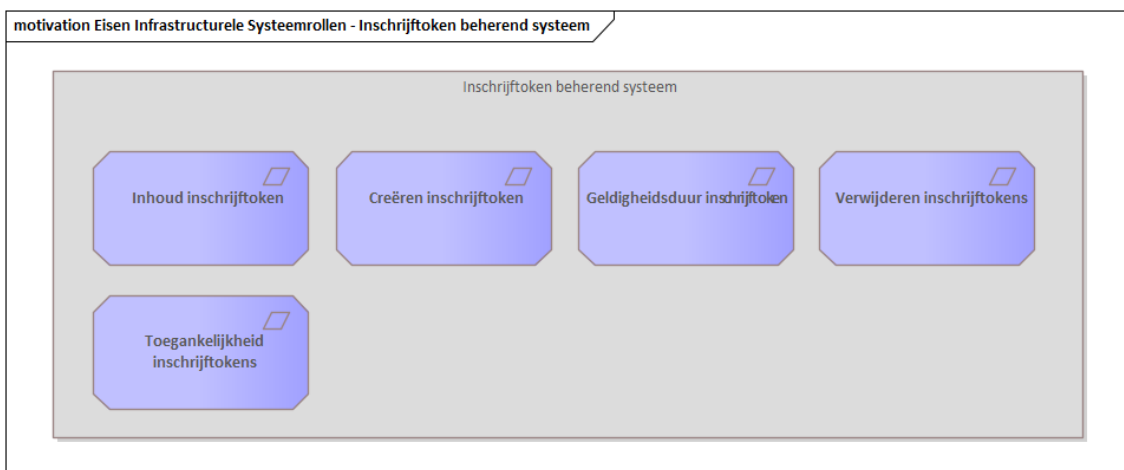 motivation Eisen Infrastructurele Systeemrollen - Inschrijftoken beherend systeem
Inschrijftoken beherend systeem
Inhoud inschrijftoken
Creëren inschrijftoken
Geldigheidsduur inschrijftoken
Verwijderen inschrijftokens
Toegankelijkheid
inschrijftokens